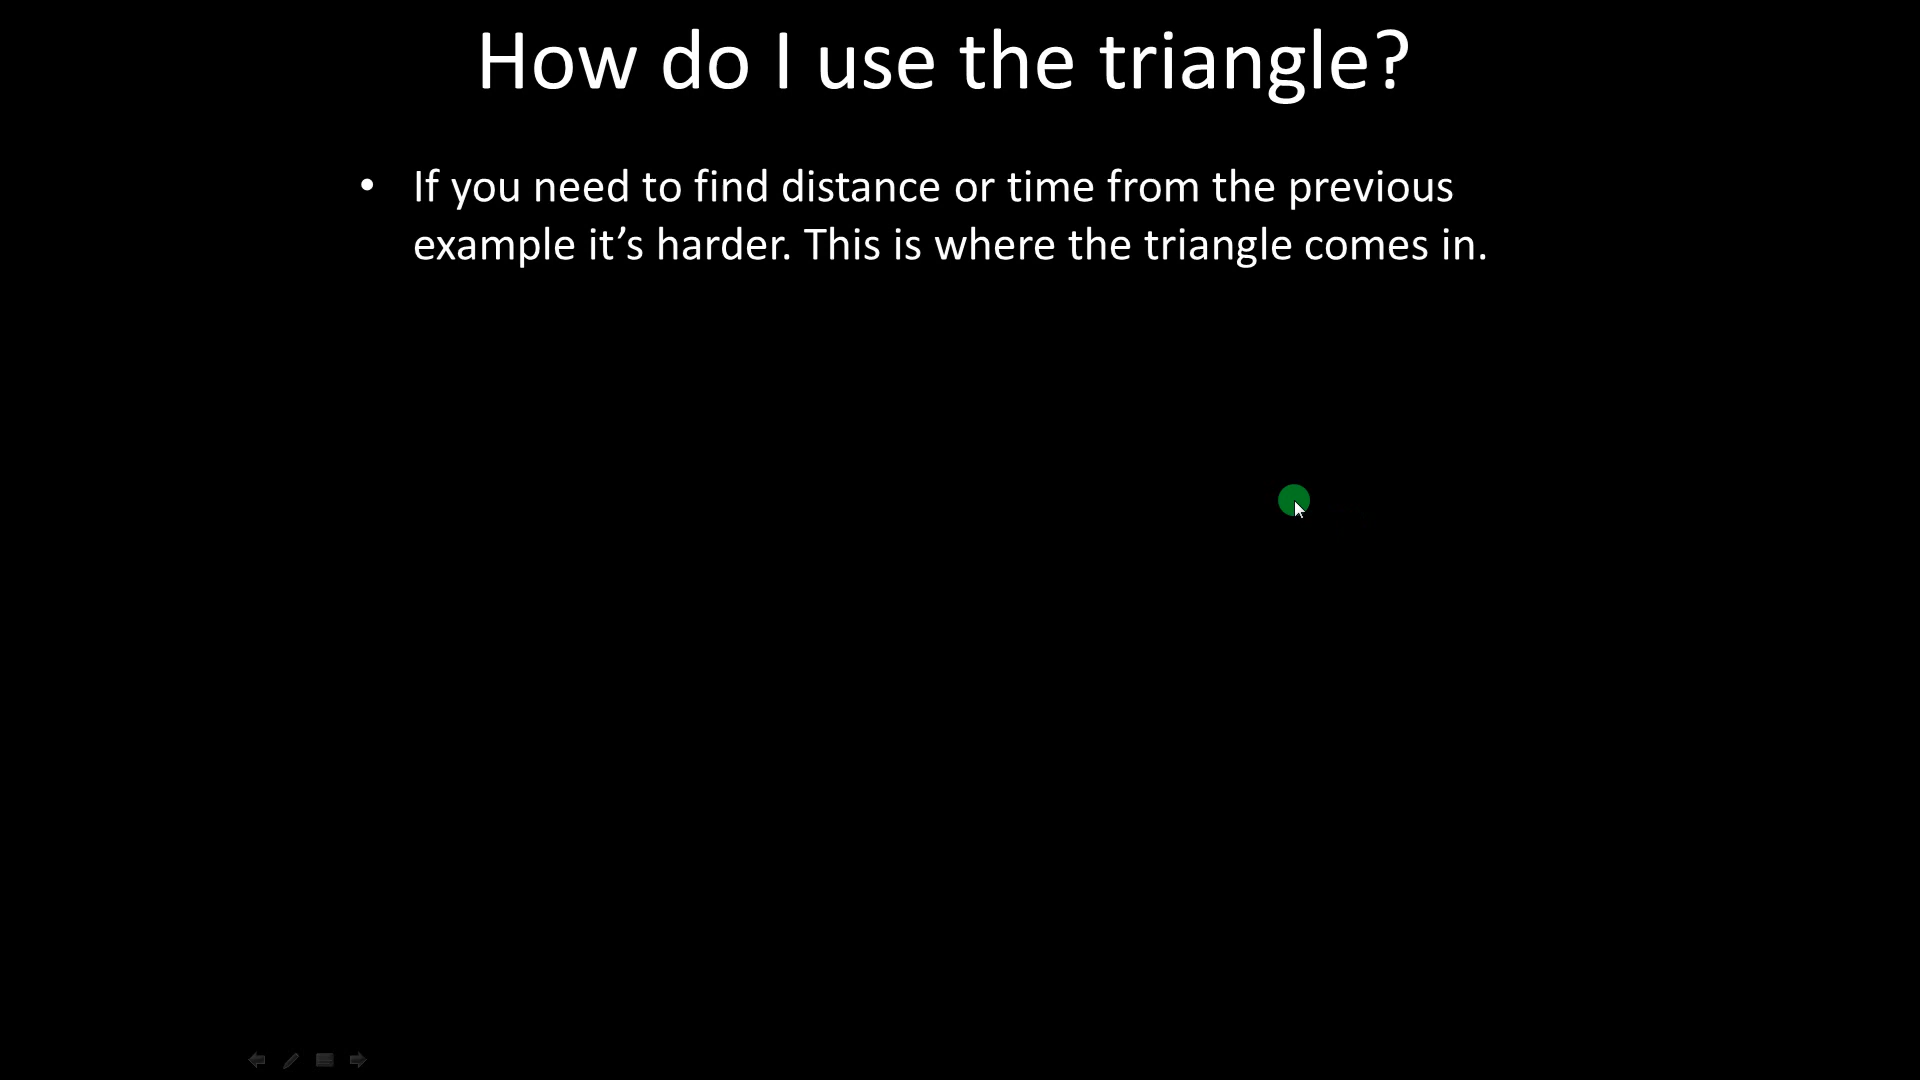 How do I use the triangle?
• If you need to find distance or time from the previous
example it’s harder. This is where the triangle comes in.